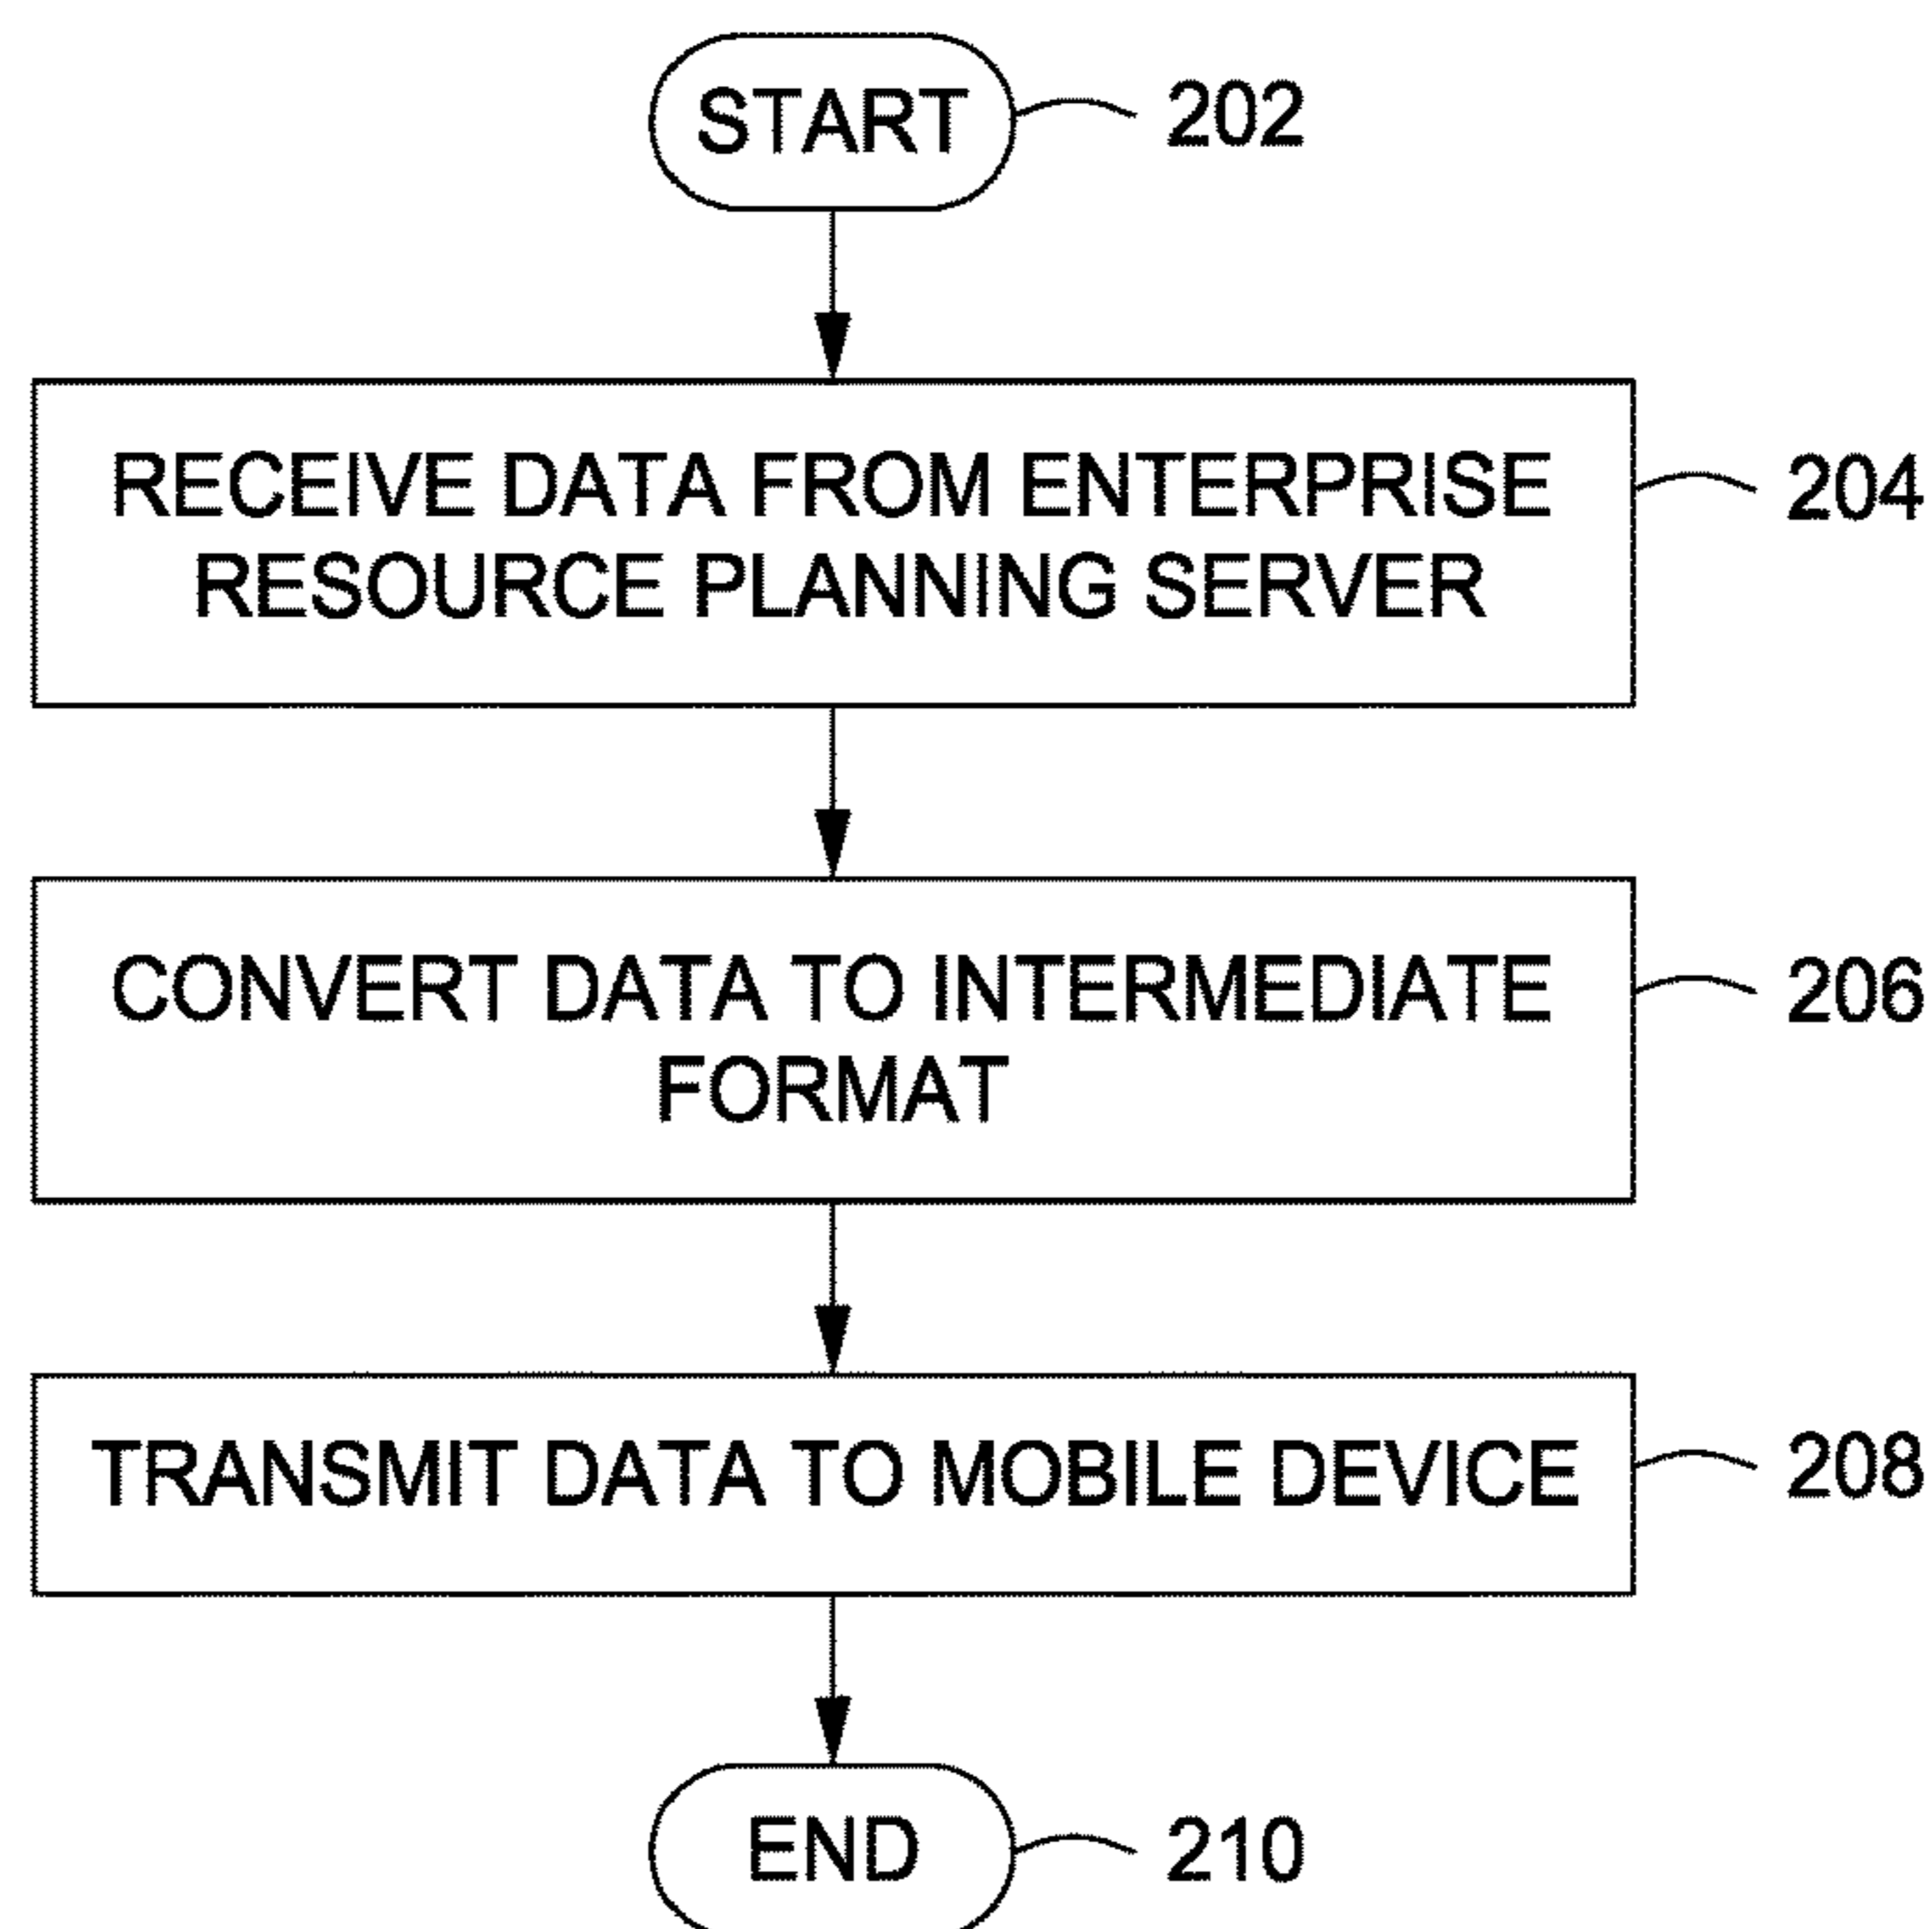 START 202
RECEIVE DATA FROM ENTERPRISE 204
RESOURCE PLANNING SERVER
CONVERT DATA TO INTERMEDIATE 206
FORMAT
TRANSMIT DATA TO MOBILE DEVICE 208
END 210